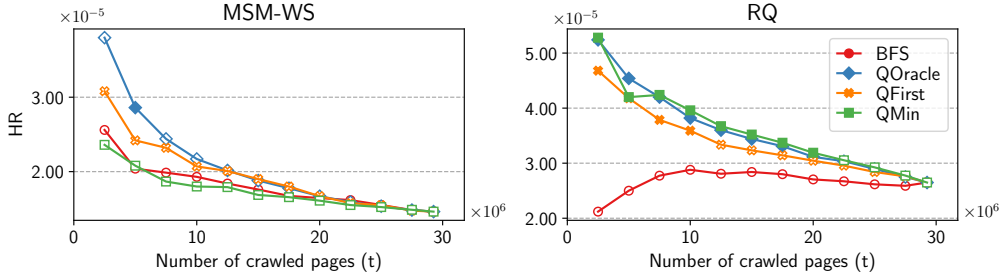 MSM-WS
×10⁻⁵
HR
3.00
2.00
0
10
20
30
×10⁶
Number of crawled pages (t)
RQ
×10⁻⁵
5.00
4.00
3.00
2.00
BFS
QOracle
QFirst
QMin
0
10
20
30
×10⁶
Number of crawled pages (t)